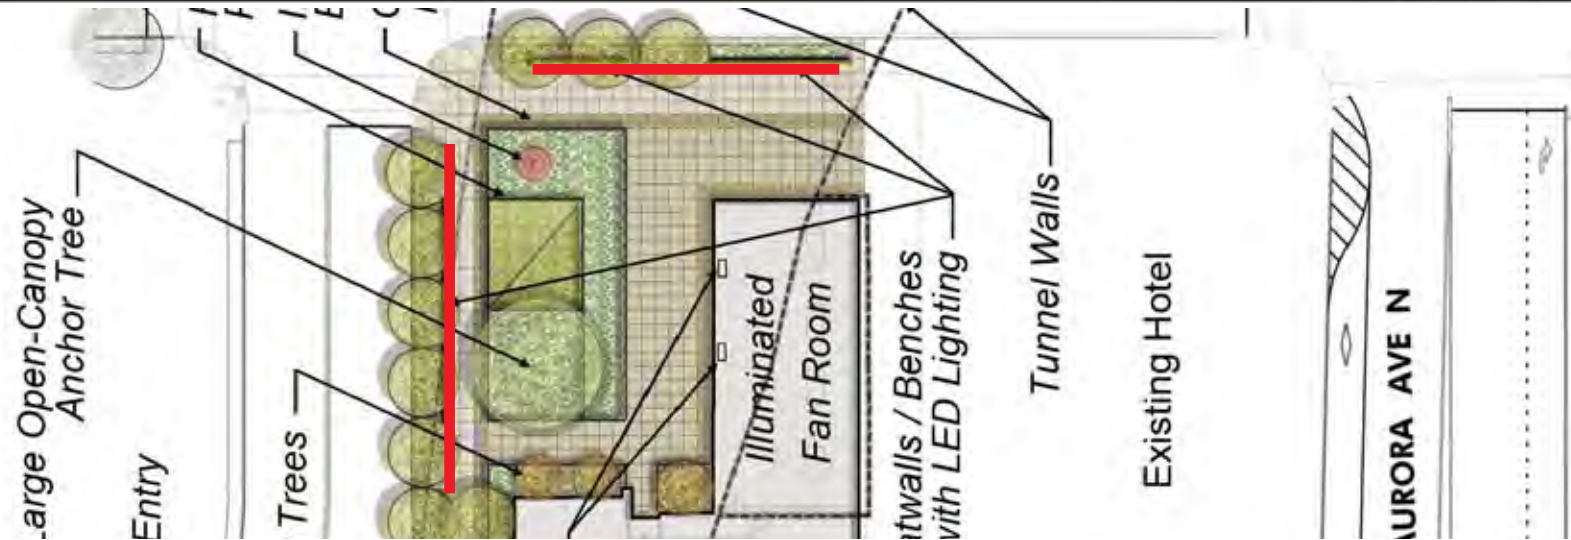 Large Open-Canopy
Anchor Tree
Entry
Trees
Illuminated
Fan Room
atwalls / Benches
with LED Lighting
Tunnel Walls
Existing Hotel
AURORA AVE N